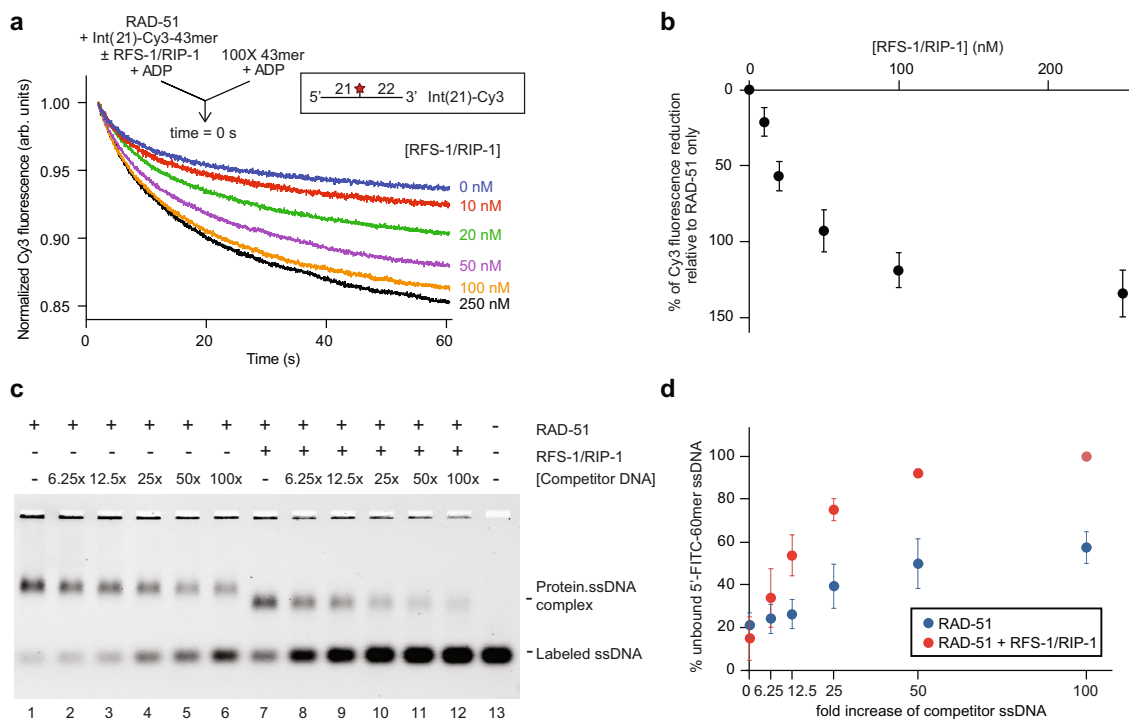 a
RAD-51
+ Int(21)-Cy3-43mer
± RFS-1/RIP-1
+ ADP
100X 43mer
+ ADP
time = 0 s
5’ 21 22 3’ Int(21)-Cy3
[RFS-1/RIP-1]
0 nM
10 nM
20 nM
50 nM
100 nM
250 nM
Normalized Cy3 fluorescence (arb. units)
1.00
0.95
0.90
0.85
0 20 40 60
Time (s)
b
[RFS-1/RIP-1] (nM)
0 100 200
% of Cy3 fluorescence reduction
relative to RAD-51 only
0
50
100
150
c
+ + + + + + + + + + + + - RAD-51
- - - - - - + + + + + + - RFS-1/RIP-1
- 6.25x 12.5x 25x 50x 100x - 6.25x 12.5x 25x 50x 100x - [Competitor DNA]
Protein.ssDNA
complex
Labeled ssDNA
1 2 3 4 5 6 7 8 9 10 11 12 13
d
% unbound 5’-FITC-60mer ssDNA
100
80
60
40
20
0
RAD-51
RAD-51 + RFS-1/RIP-1
0 6.25 12.5 25 50 100
fold increase of competitor ssDNA